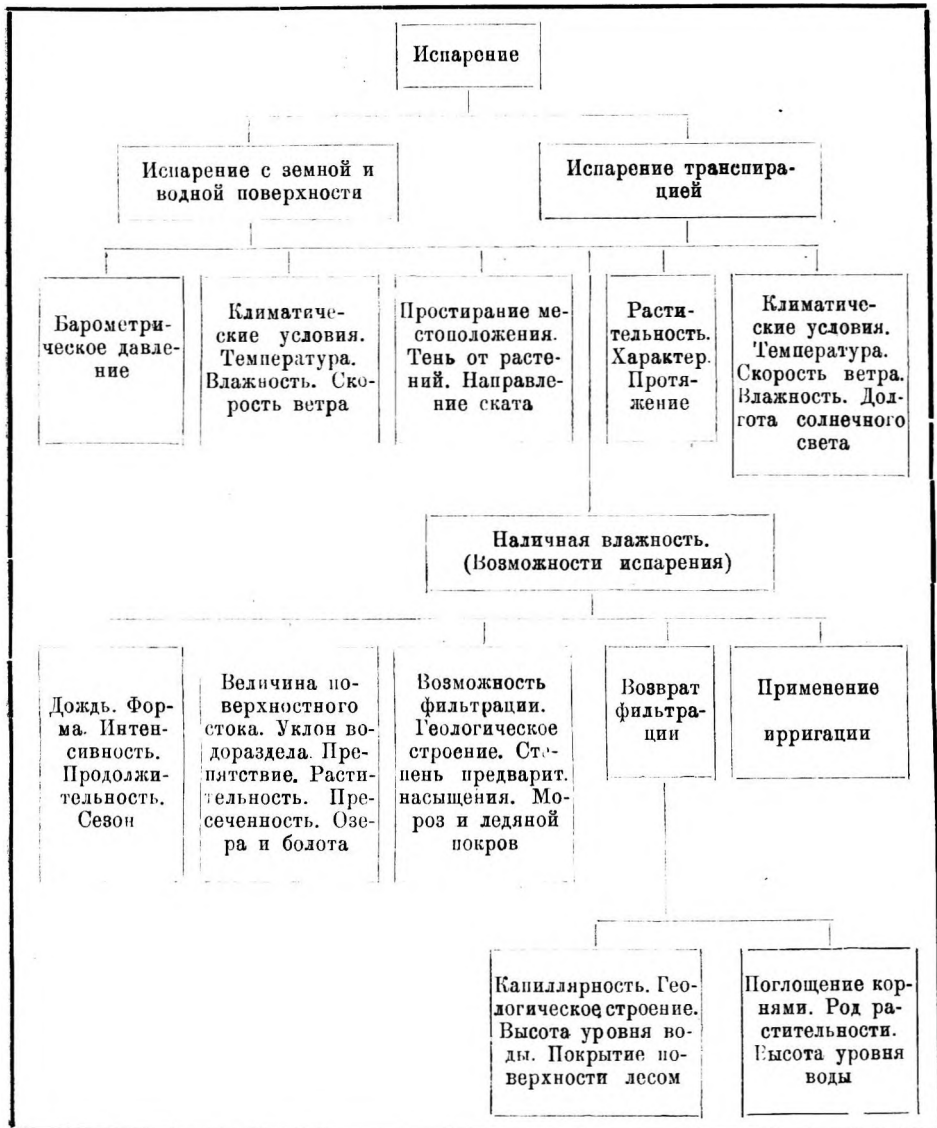 Испарение
Испарение с земной и
водной поверхности
Испарение транспира-
цией
Барометри-
ческое давле-
ние
Климатиче-
ские условия.
Температура.
Влажность. Ско-
рость ветра
Простирание ме-
стоположения.
Тень от расте-
ний. Направле-
ние ската
Расти-
тельность.
Характер.
Протя-
жение
Климатиче-
ские условия.
Температура.
Скорость ветра.
Влажность. Дол-
гота солнечного
света
Наличная влажность.
(Возможности испарения)
Дождь. Фор-
ма. Интен-
сивность.
Продолжи-
тельность.
Сезон
Величина по-
верхностного
стока. Уклон во-
дораздела. Пре-
пятствие. Расти-
тельность. Пре-
сеченность. Озе-
ра и болота
Возможность
фильтрации.
Геологическое
строение. Сте-
пень предварит.
насыщения. Мо-
роз и ледяной
покров
Возврат
фильтра-
ции
Применение
ирригации
Капиллярность. Гео-
логическое строение.
Высота уровня во-
ды. Покрытие по-
верхности лесом
Поглощение кор-
нями. Род ра-
стительности.
Высота уровня
воды